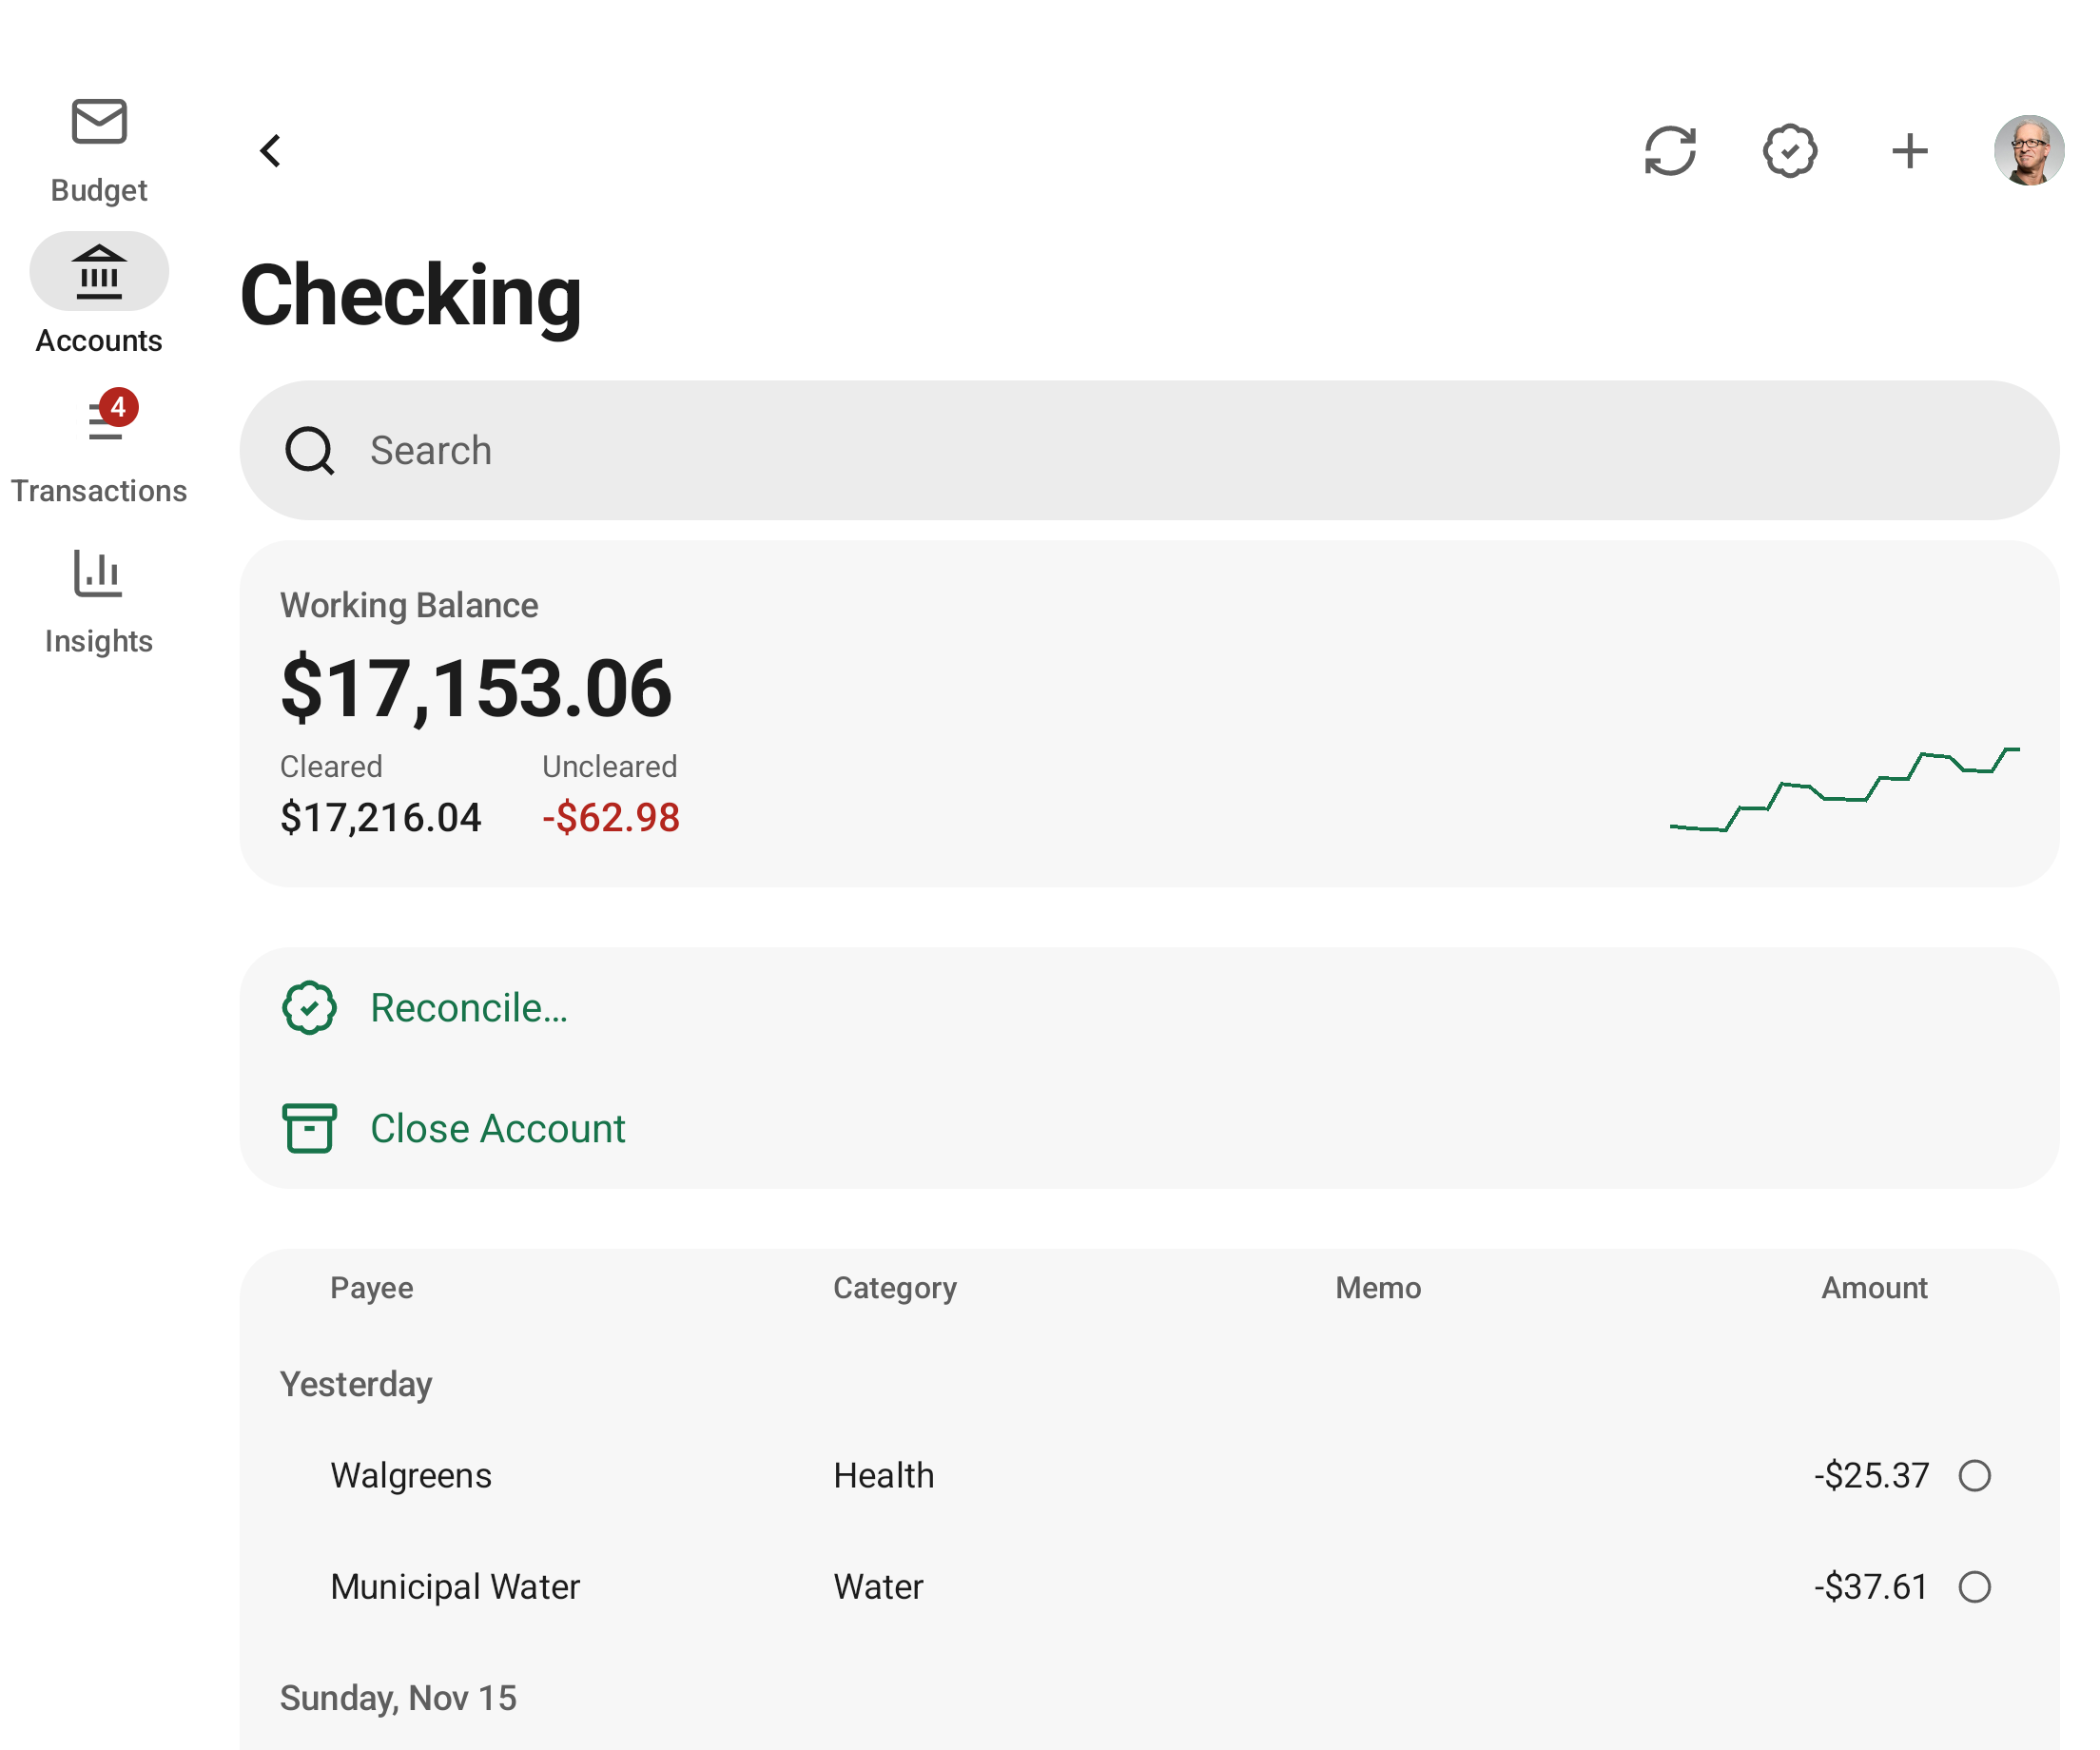 Budget
Accounts
4
Transactions
Insights
Checking
Search
Working Balance
$17,153.06
Cleared Uncleared
$17,216.04 -$62.98
Reconcile...
Close Account
Payee Category Memo Amount
Yesterday
Walgreens Health -$25.37
Municipal Water Water -$37.61
Sunday, Nov 15